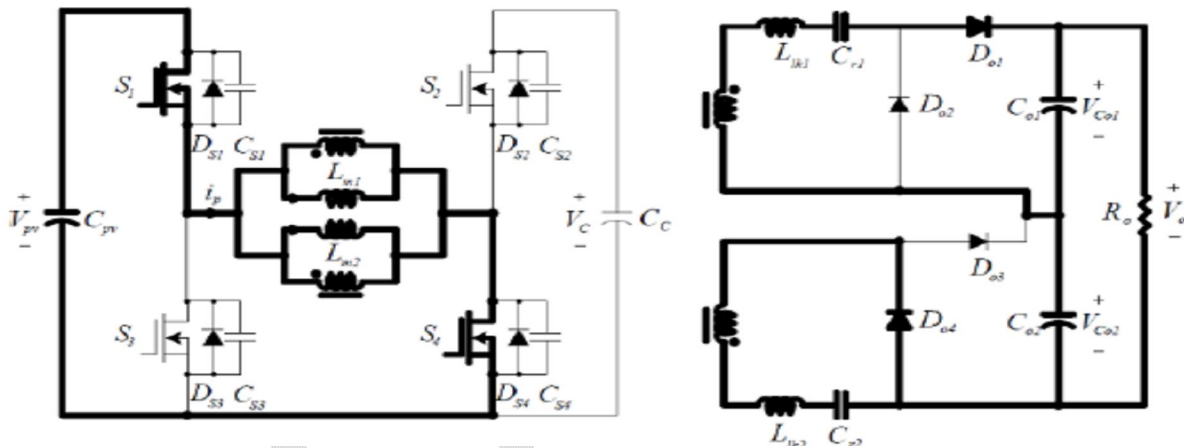 S1
S2
DS1 CS1
DS2 CS2
Lm1
ip
+
Vpv
−
Cpv
Lm2
+
VC
−
CC
S3
S4
DS3 CS3
DS4 CS4
Llk1 Cr1
Do1
Do2
Co1
+
VCo1
−
Ro
+
Vo
−
Do3
Do4
Co2
+
VCo2
−
Llk2 Cr2